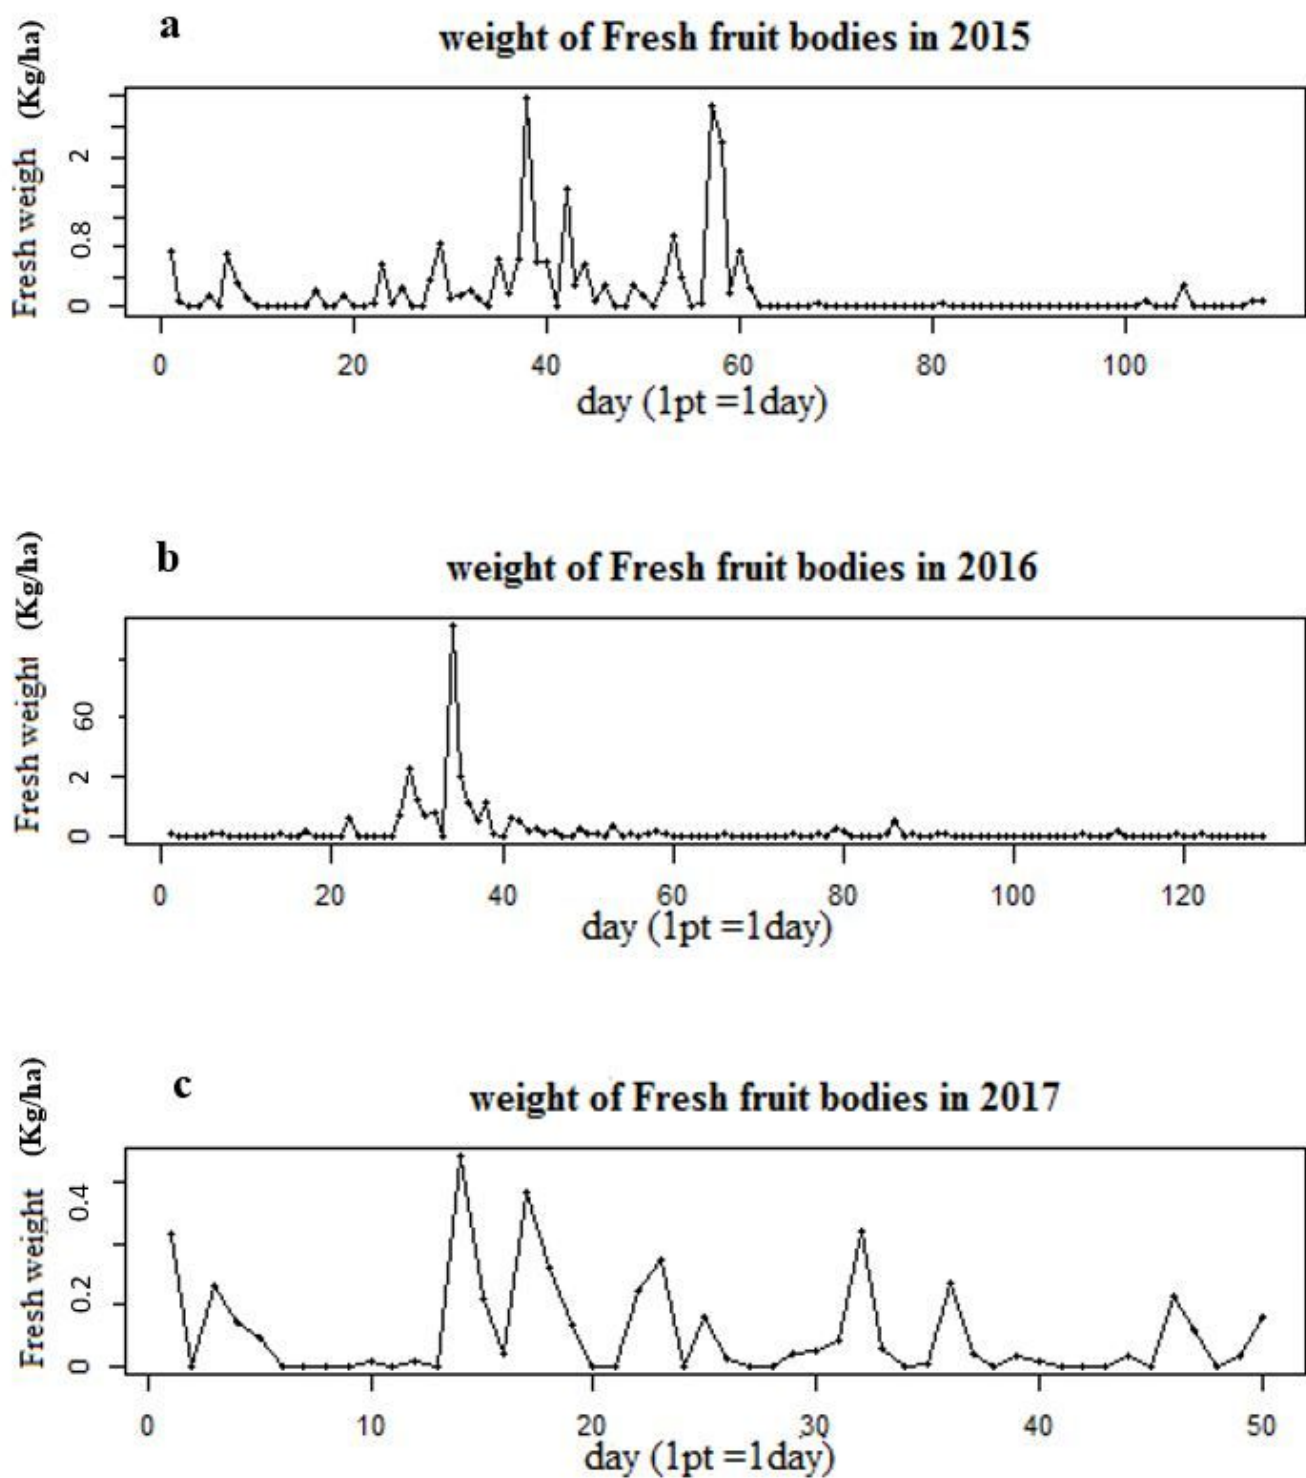 a
weight of Fresh fruit bodies in 2015
Fresh weigh (Kg/ha)
2
0.8
0
0 20 40 60 80 100
day (1pt =1day)
b
weight of Fresh fruit bodies in 2016
Fresh weight (Kg/ha)
60
2
0
0 20 40 60 80 100 120
day (1pt =1day)
c
weight of Fresh fruit bodies in 2017
Fresh weight (Kg/ha)
0.4
0.2
0
0 10 20 30 40 50
day (1pt =1day)